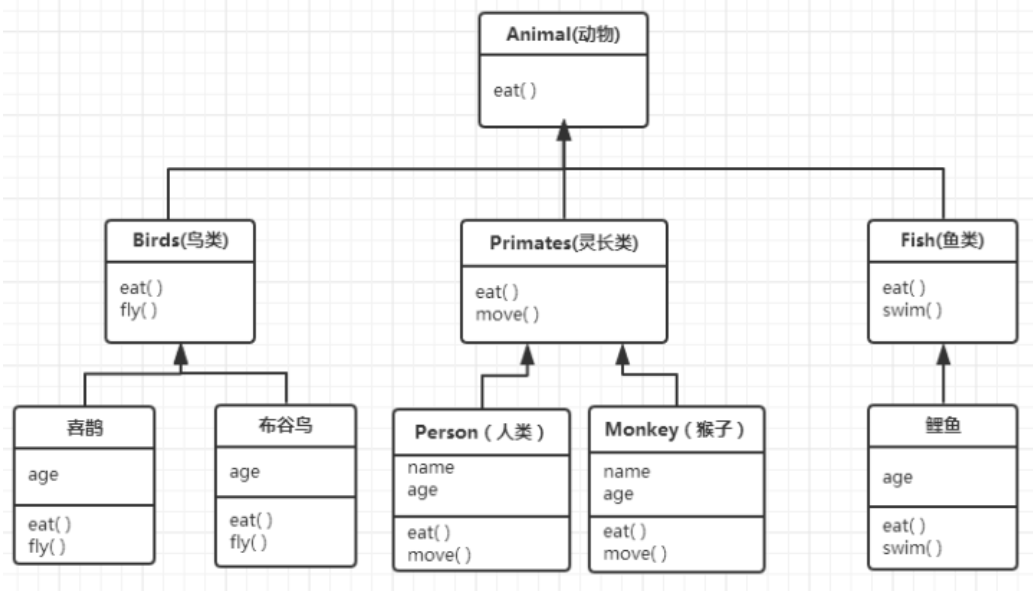 Animal(动物)
eat( )
Birds(鸟类)
eat( )
fly( )
Primates(灵长类)
eat( )
move( )
Fish(鱼类)
eat( )
swim( )
喜鹊
age
eat( )
fly( )
布谷鸟
age
eat( )
fly( )
Person（人类）
name
age
eat( )
move( )
Monkey（猴子）
name
age
eat( )
move( )
鲤鱼
age
eat( )
swim( )